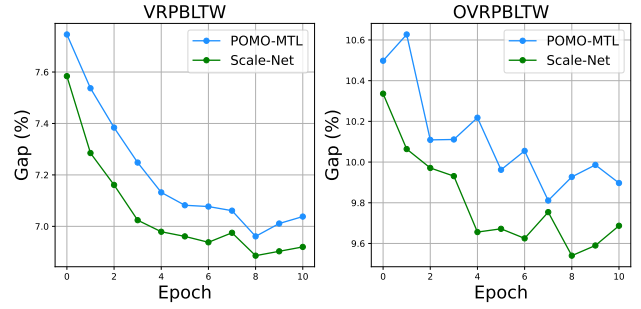 VRPBLTW
Gap (%)
7.6
7.4
7.2
7.0
POMO-MTL
Scale-Net
0 2 4 6 8 10
Epoch
OVRPBLTW
Gap (%)
10.6
10.4
10.2
10.0
9.8
9.6
POMO-MTL
Scale-Net
0 2 4 6 8 10
Epoch